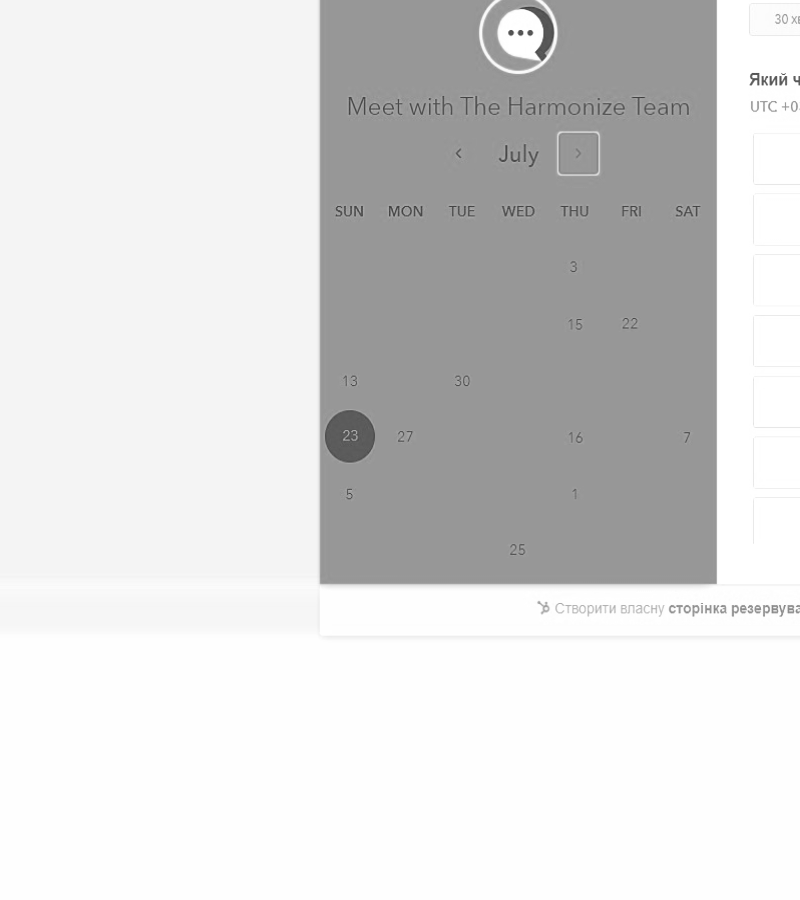 30 хв
Який ч
UTC +0
Meet with The Harmonize Team
July
SUN MON TUE WED THU FRI SAT
3
15 22
13 30
23 27 16 7
5 1
25
Створити власну сторінка резервува